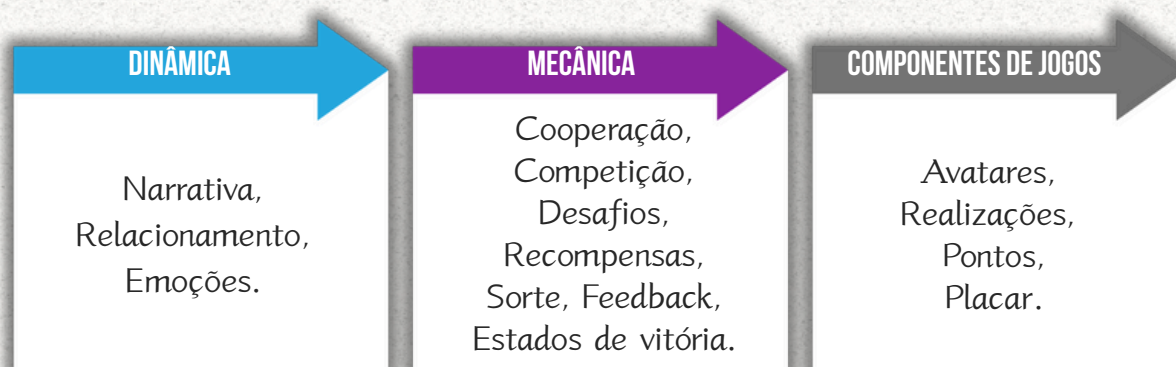 DINÂMICA
Narrativa,
Relacionamento,
Emoções.
MECÂNICA
Cooperação,
Competição,
Desafios,
Recompensas,
Sorte, Feedback,
Estados de vitória.
COMPONENTES DE JOGOS
Avatares,
Realizações,
Pontos,
Placar.